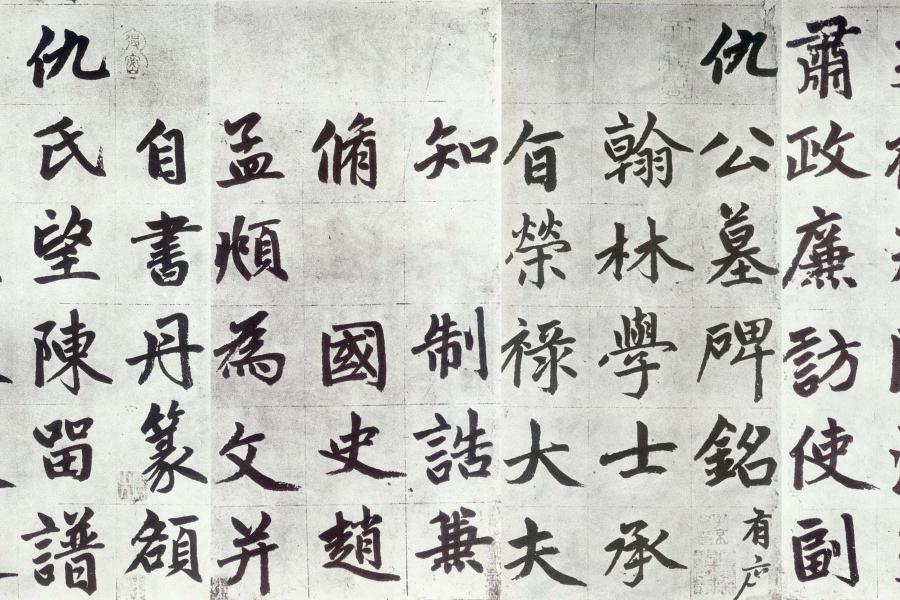 肅政廉訪使副
仇公墓碑銘有序
翰林學士承
旨榮祿大夫
知制誥兼
脩國史趙
孟頫為文并
自書丹篆額
仇氏望陳留譜